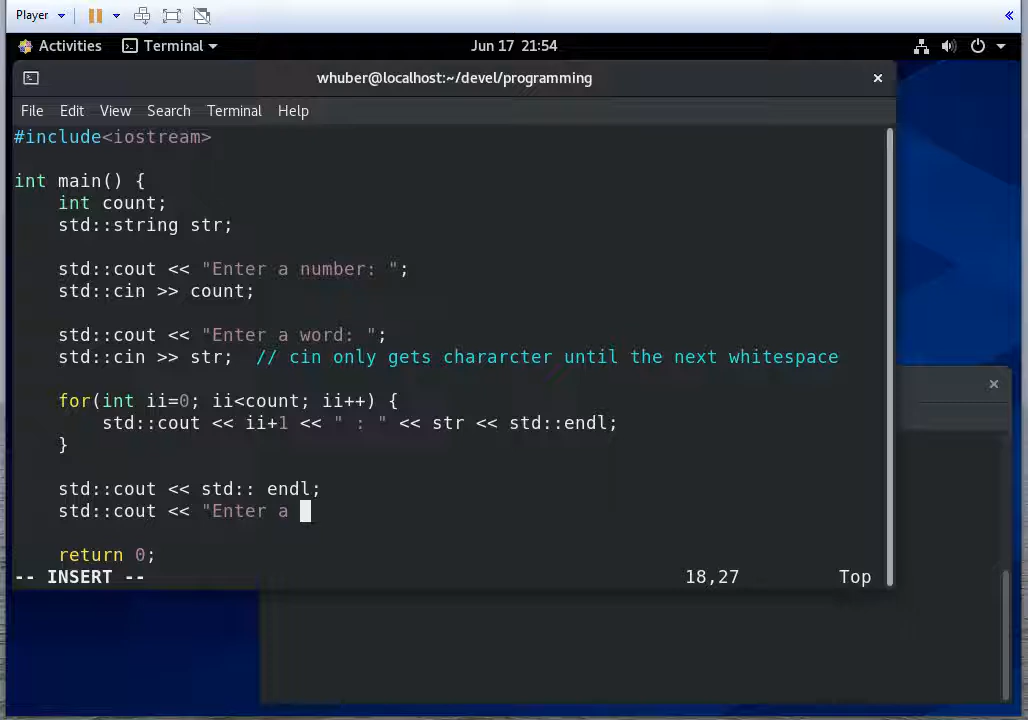 Player
Activities Terminal Jun 17 21:54
whuber@localhost:~/devel/programming
File Edit View Search Terminal Help
#include<iostream>
int main() {
    int count;
    std::string str;
    std::cout << "Enter a number: ";
    std::cin >> count;
    std::cout << "Enter a word: ";
    std::cin >> str;  // cin only gets chararcter until the next whitespace
    for(int ii=0; ii<count; ii++) {
        std::cout << ii+1 << " : " << str << std::endl;
    }
    std::cout << std:: endl;
    std::cout << "Enter a
    return 0;
-- INSERT -- 18,27 Top